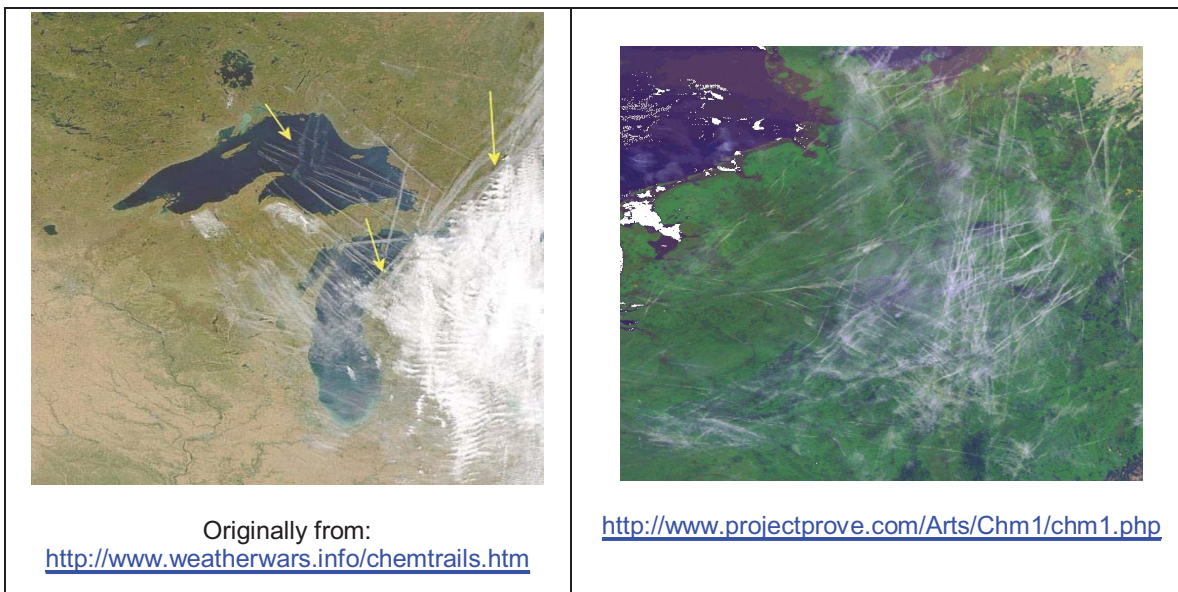 Originally from:
http://www.weatherwars.info/chemtrails.htm
http://www.projectprove.com/Arts/Chm1/chm1.php